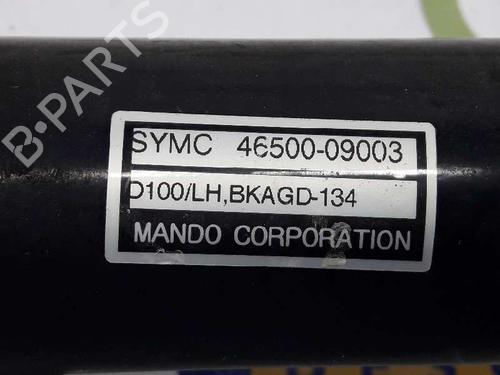 B-PARTS
SYMC 46500-09003
D100/LH,BKAGD-134
MANDO CORPORATION